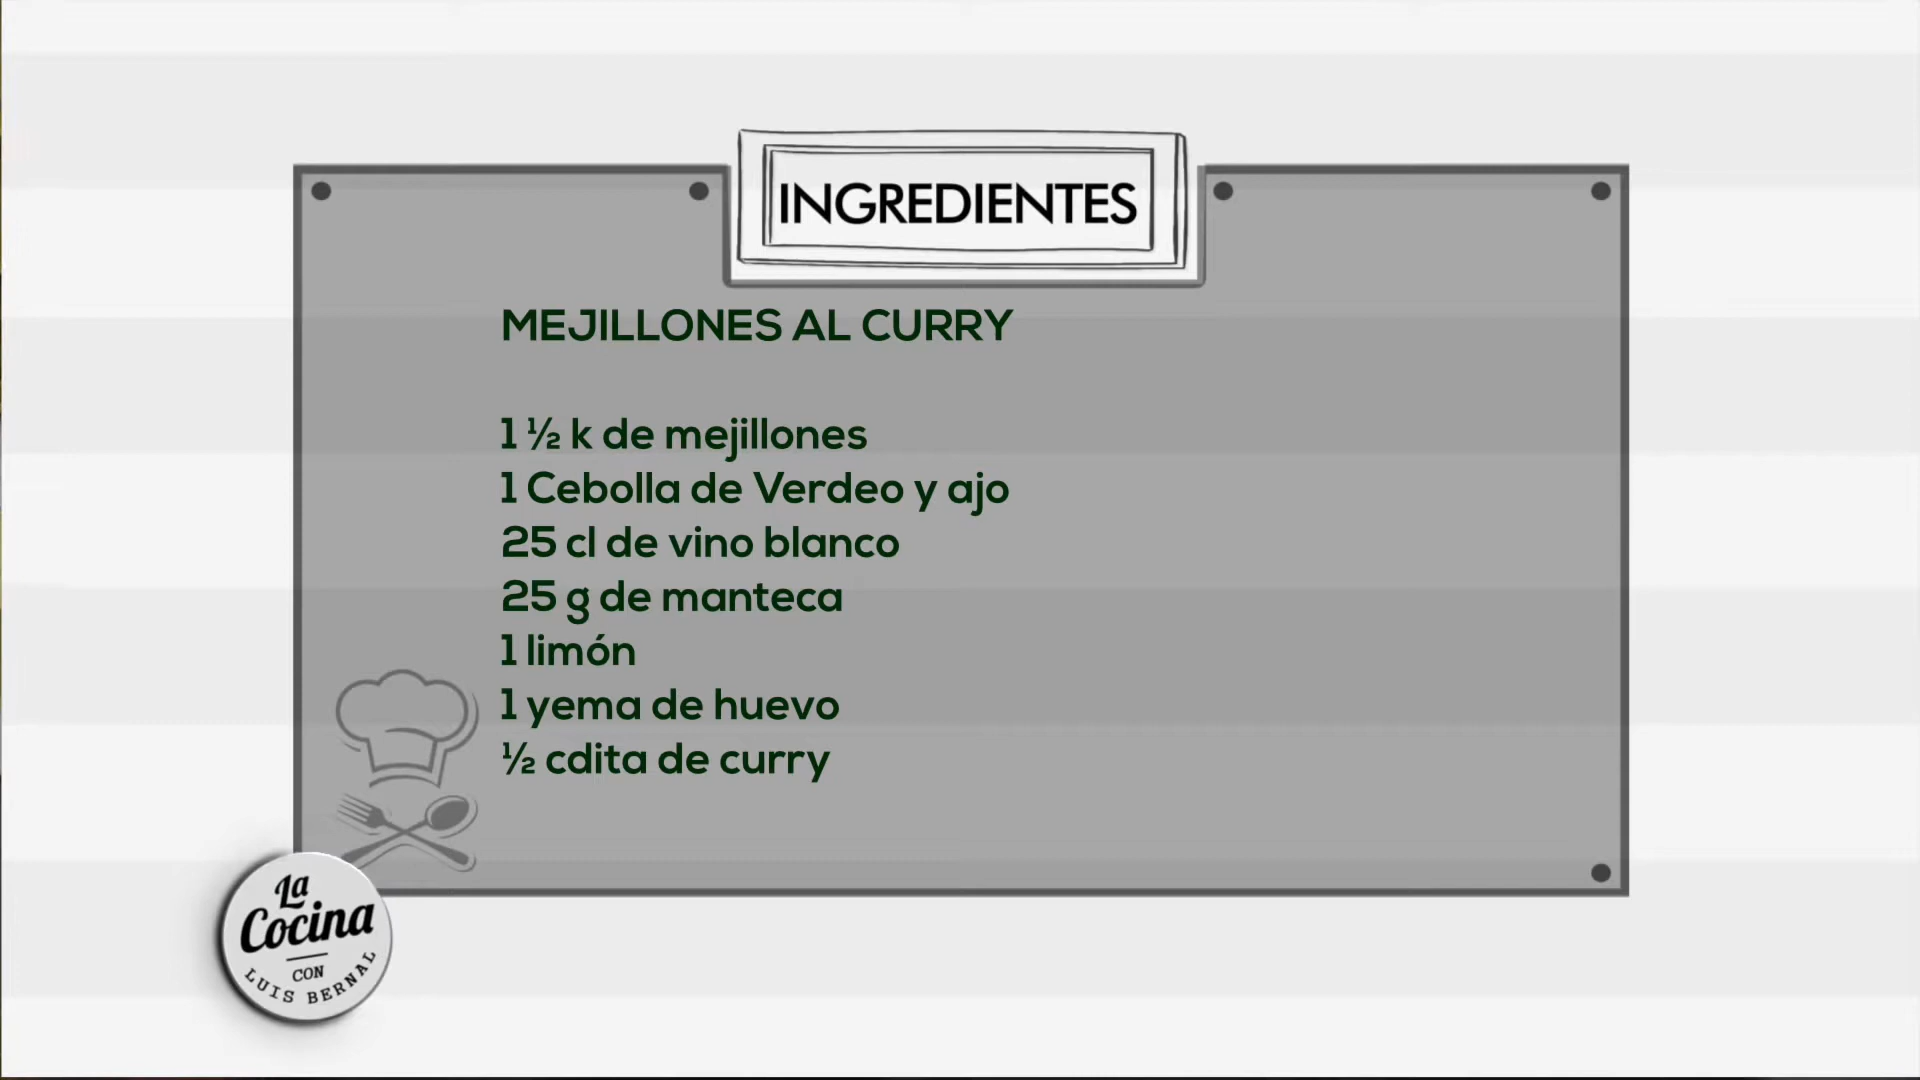 INGREDIENTES
MEJILLONES AL CURRY
1 ½ k de mejillones
1 Cebolla de Verdeo y ajo
25 cl de vino blanco
25 g de manteca
1 limón
1 yema de huevo
½ cdita de curry
La
Cocina
CON
LUIS BERNAL